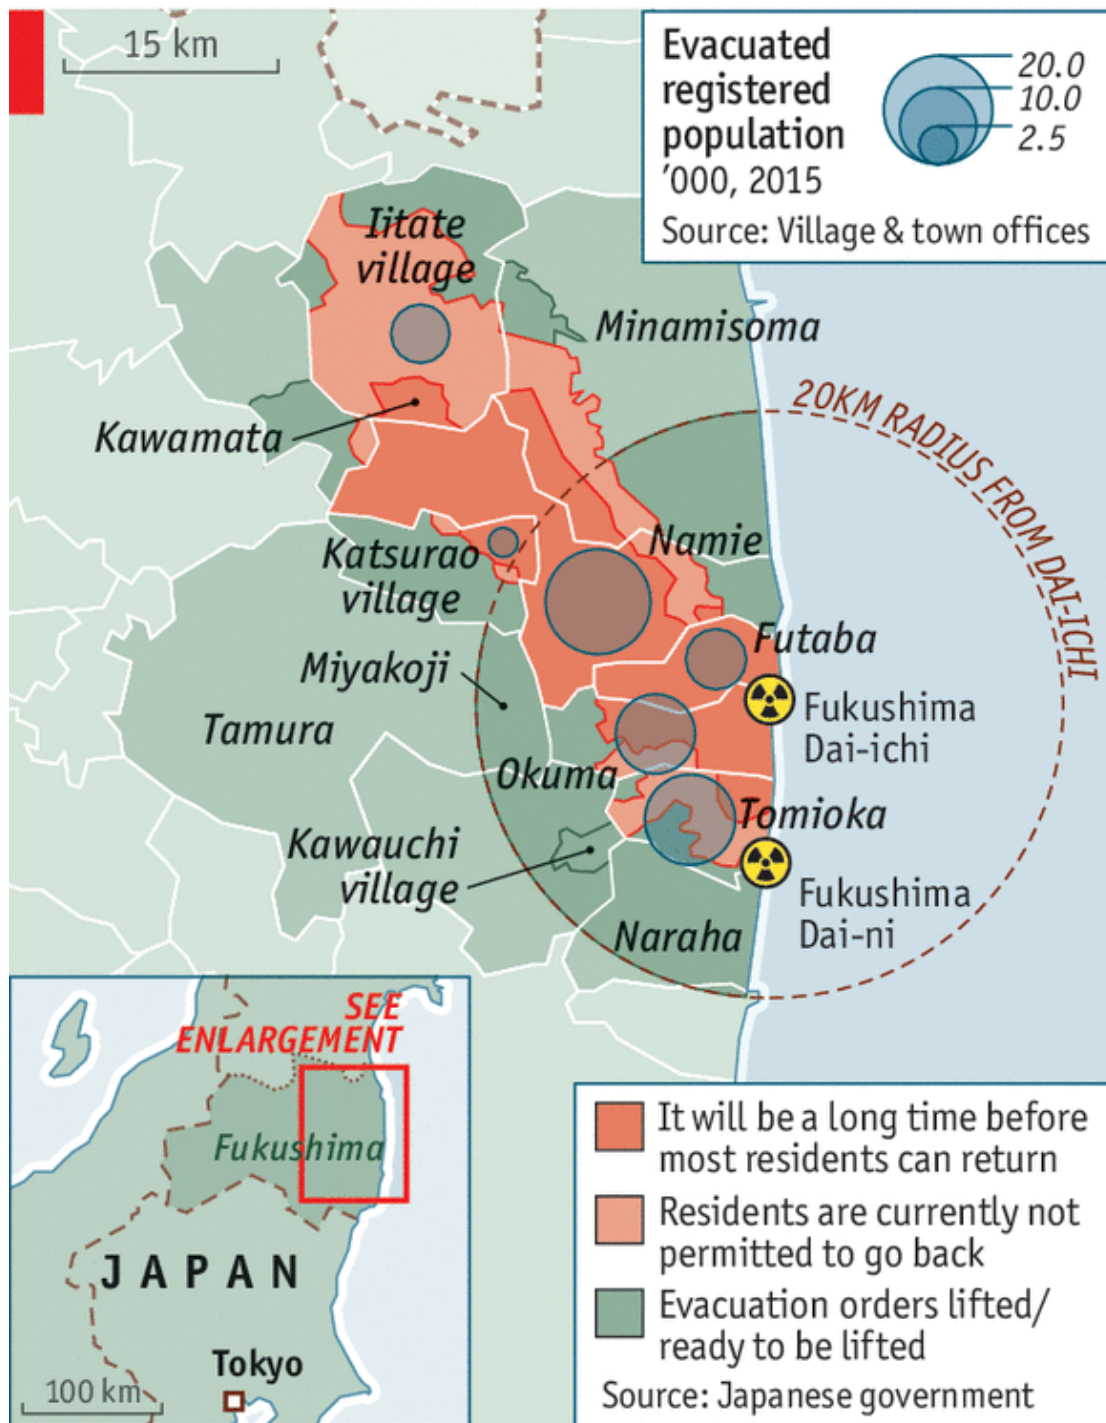 15 km
Evacuated
registered
population
'000, 2015
20.0
10.0
2.5
Source: Village & town offices
Iitate
village
Minamisoma
Kawamata
20KM RADIUS FROM DAI-ICHI
Katsurao
village
Namie
Miyakoji
Futaba
Tamura
Fukushima
Dai-ichi
Okuma
Tomioka
Kawauchi
village
Fukushima
Dai-ni
Naraha
SEE
ENLARGEMENT
Fukushima
JAPAN
Tokyo
100 km
It will be a long time before
most residents can return
Residents are currently not
permitted to go back
Evacuation orders lifted/
ready to be lifted
Source: Japanese government